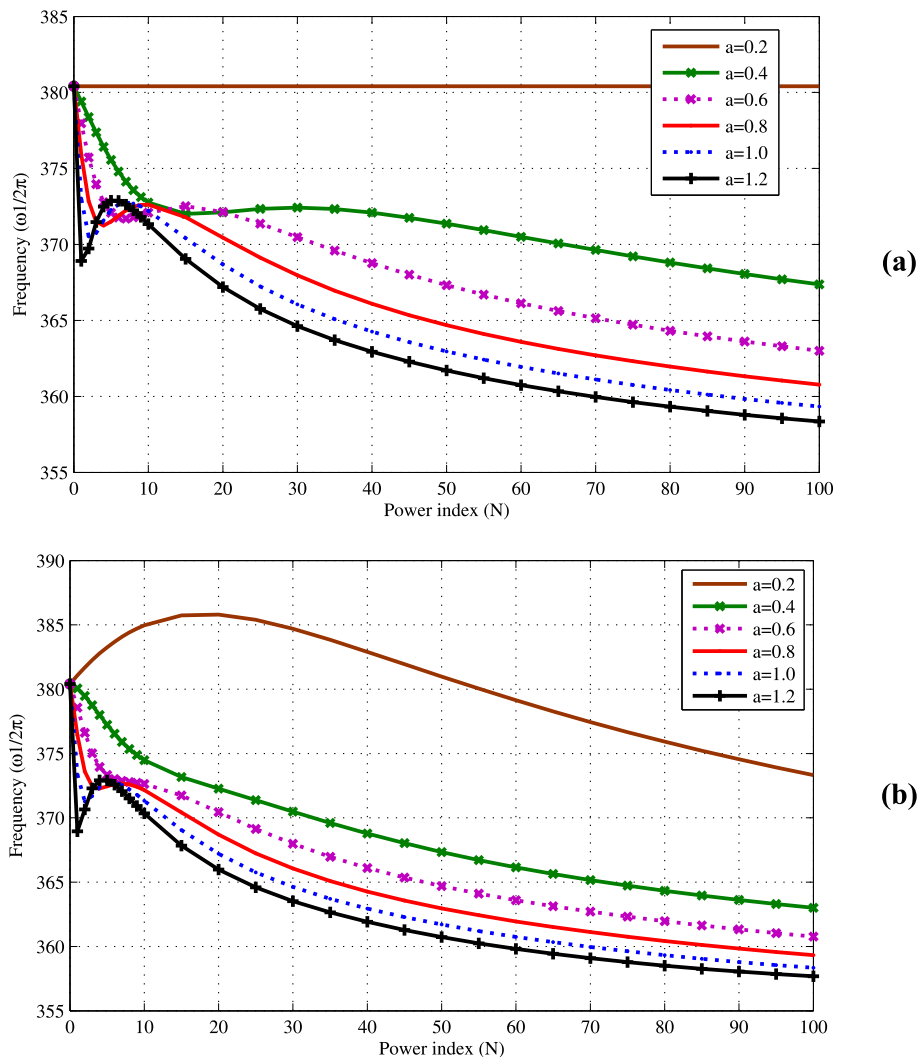 385
380
375
370
365
360
355
Frequency (ω1/2π)
a=0.2
a=0.4
a=0.6
a=0.8
a=1.0
a=1.2
(a)
0 10 20 30 40 50 60 70 80 90 100
Power index (N)
390
385
380
375
370
365
360
355
Frequency (ω1/2π)
a=0.2
a=0.4
a=0.6
a=0.8
a=1.0
a=1.2
(b)
0 10 20 30 40 50 60 70 80 90 100
Power index (N)